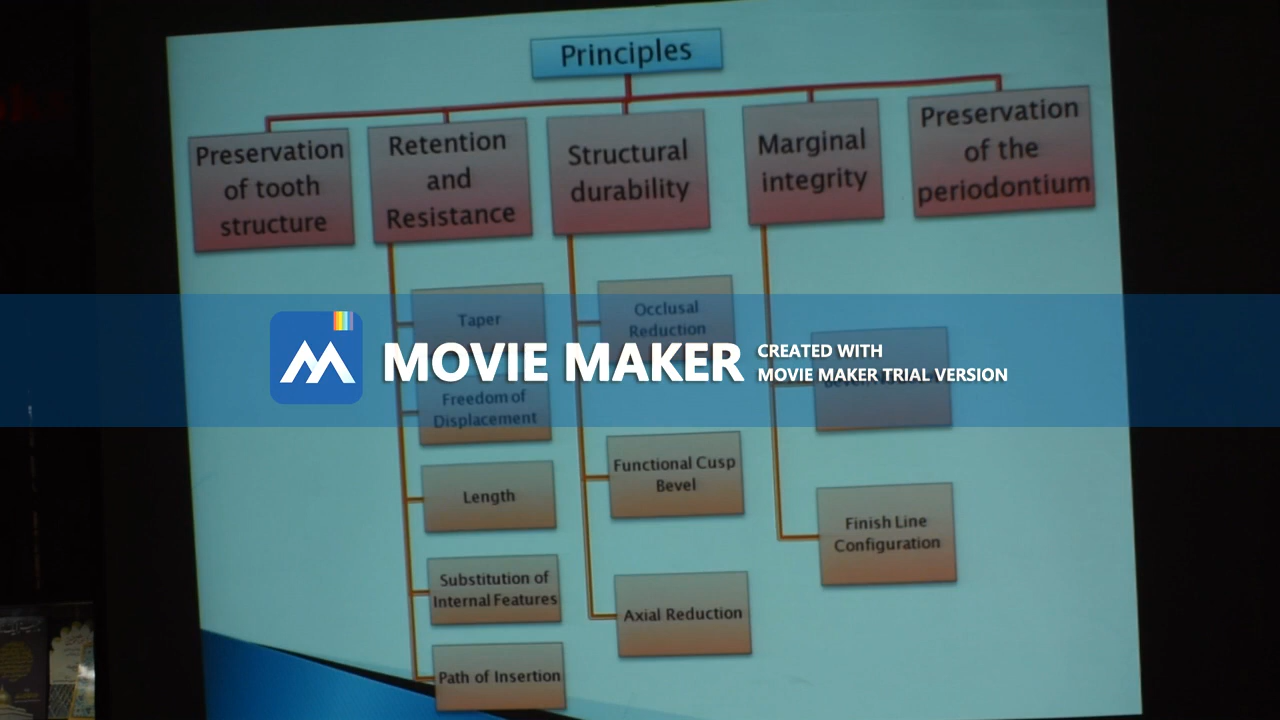 Principles
Preservation
of tooth
structure
Retention
and
Resistance
Structural
durability
Marginal
integrity
Preservation
of the
periodontium
Taper
Freedom of
Displacement
Length
Substitution of
Internal Features
Path of Insertion
Occlusal
Reduction
Functional Cusp
Bevel
Axial Reduction
Finish Line
Configuration
MOVIE MAKER
CREATED WITH
MOVIE MAKER TRIAL VERSION